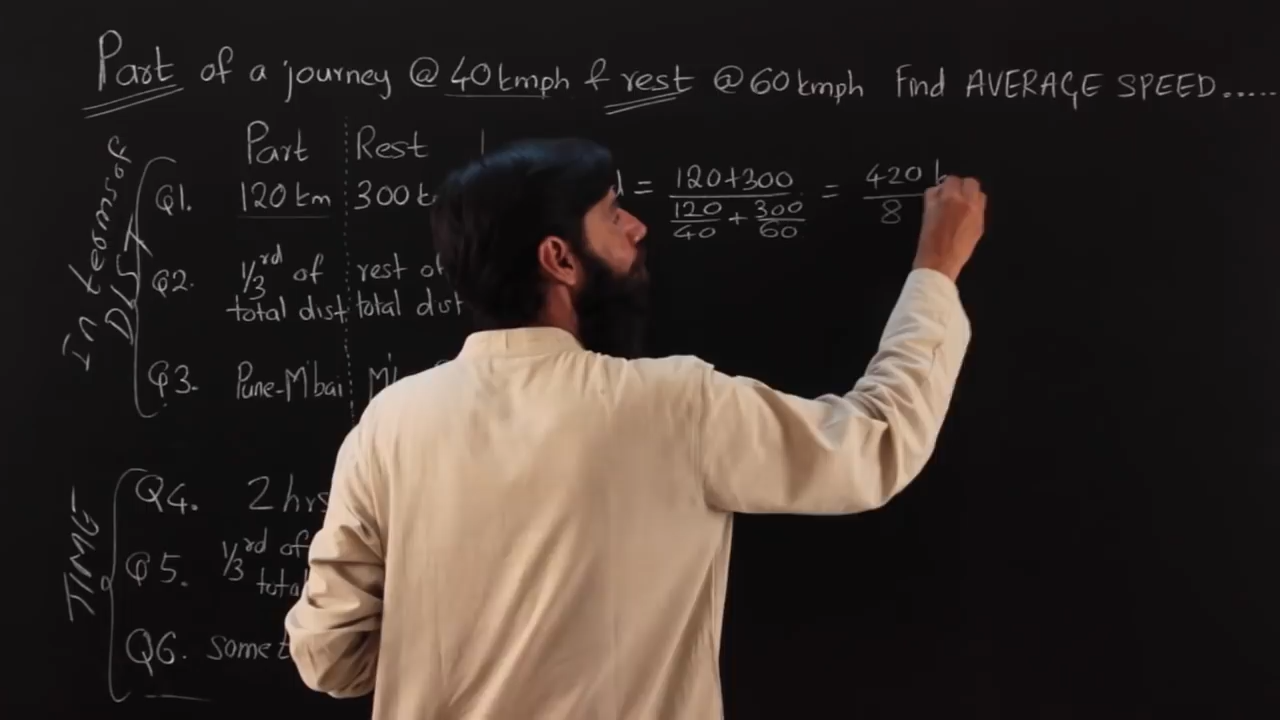 Part of a journey @ 40 kmph & rest @ 60 kmph Find AVERAGE SPEED.....
In terms of DIST
Part Rest
Q1. 120 km 300 = 120+300 / 120/40 + 300/60 = 420 / 8
Q2. 1/3rd of rest of
total dist total dist
Q3. Pune-M'bai
TIME
Q4. 2 hrs
Q5. 1/3rd of
total
Q6. some